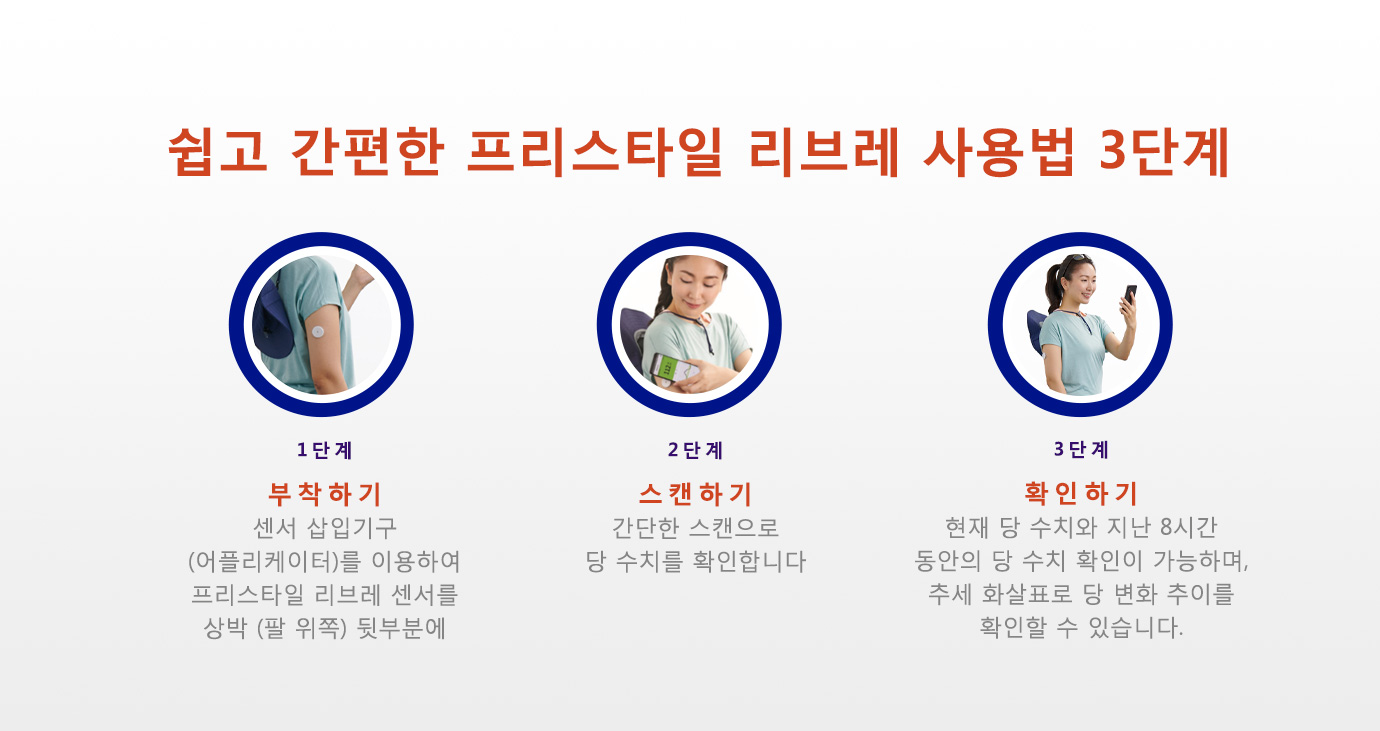 쉽고 간편한 프리스타일 리브레 사용법 3단계
1단계
부착하기
센서 삽입기구
(어플리케이터)를 이용하여
프리스타일 리브레 센서를
상박 (팔 위쪽) 뒷부분에
2단계
스캔하기
간단한 스캔으로
당 수치를 확인합니다
3단계
확인하기
현재 당 수치와 지난 8시간
동안의 당 수치 확인이 가능하며,
추세 화살표로 당 변화 추이를
확인할 수 있습니다.